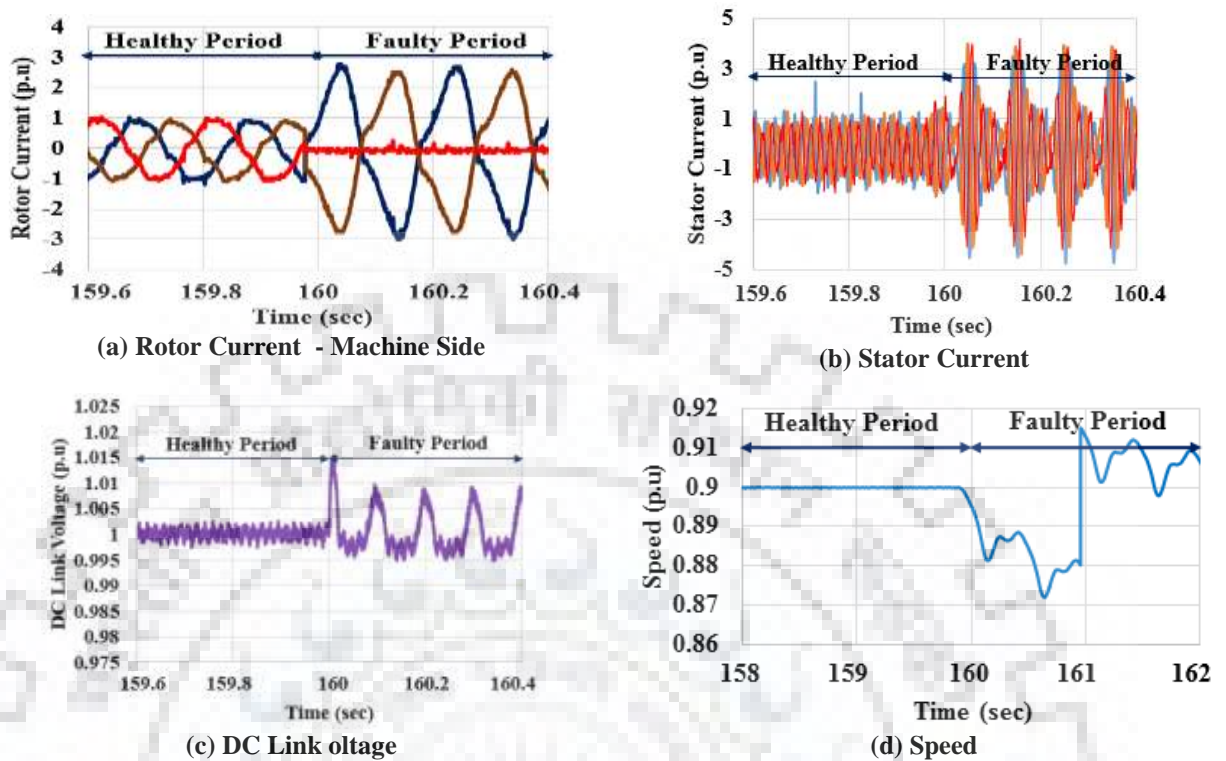 Healthy Period Faulty Period
Rotor Current (p.u)
4
3
2
1
0
-1
-2
-3
-4
159.6 159.8 160 160.2 160.4
Time (sec)
(a) Rotor Current - Machine Side
Healthy Period Faulty Period
Stator Current (p.u)
5
3
1
-1
-3
-5
159.6 159.8 160 160.2 160.4
Time (sec)
(b) Stator Current
Healthy Period Faulty Period
DC Link Voltage (p.u)
1.025
1.02
1.015
1.01
1.005
1
0.995
0.99
0.985
0.98
0.975
159.6 159.8 160 160.2 160.4
Time (sec)
(c) DC Link oltage
Healthy Period Faulty Period
Speed (p.u)
0.92
0.91
0.9
0.89
0.88
0.87
0.86
158 159 160 161 162
Time (sec)
(d) Speed